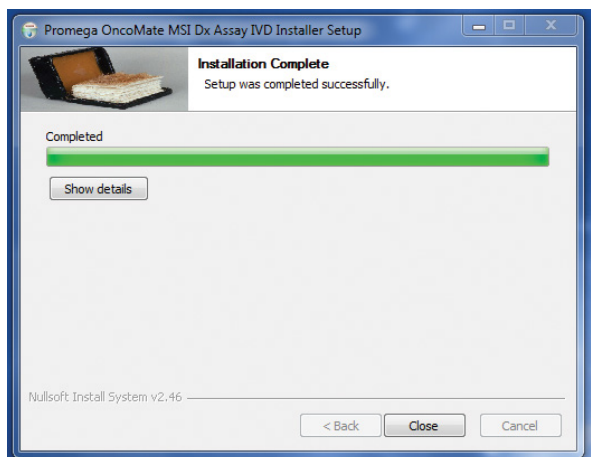 Promega OncoMate MSI Dx Assay IVD Installer Setup
Installation Complete
Setup was completed successfully.
Completed
Show details
Nullsoft Install System v2.46
< Back
Close
Cancel